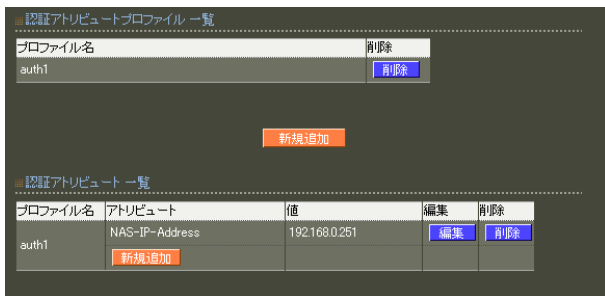 認証アトリビュートプロファイル 一覧
プロファイル名 削除
auth1 削除
新規追加
認証アトリビュート 一覧
プロファイル名 アトリビュート 値 編集 削除
auth1 NAS-IP-Address 192.168.0.251 編集 削除
新規追加